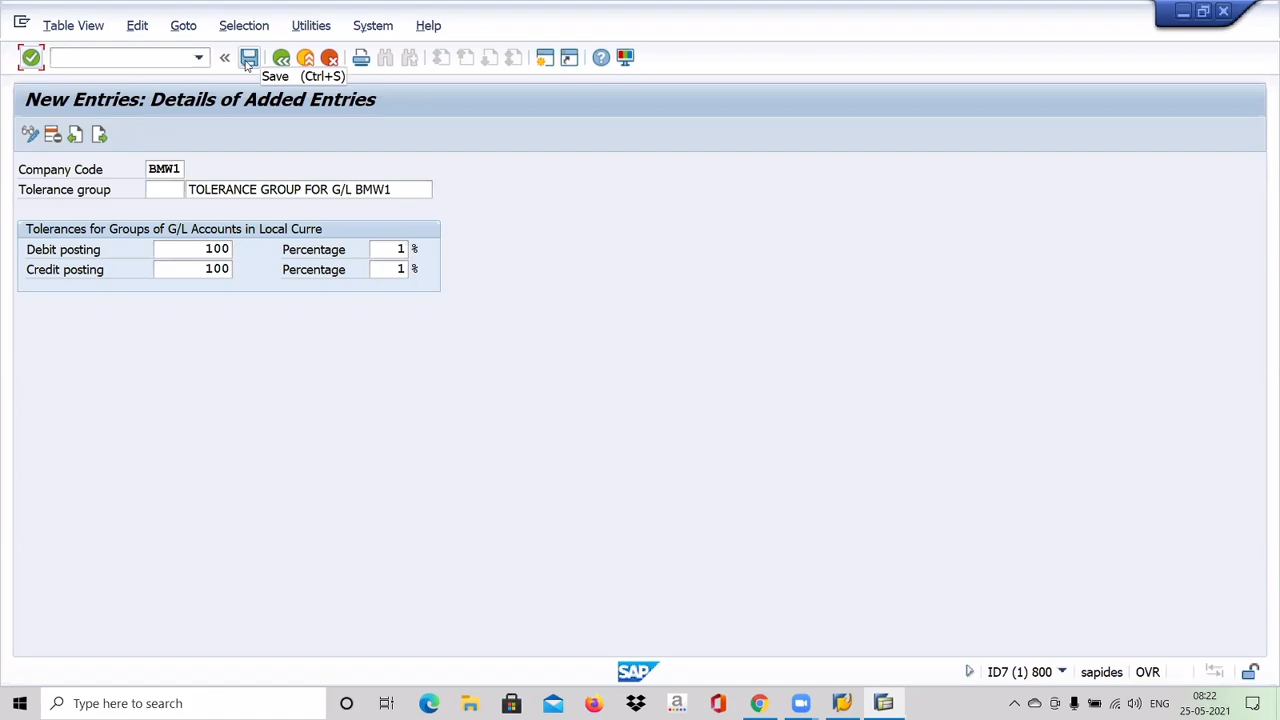 Table View Edit Goto Selection Utilities System Help
Save (Ctrl+S)
New Entries: Details of Added Entries
Company Code BMW1
Tolerance group TOLERANCE GROUP FOR G/L BMW1
Tolerances for Groups of G/L Accounts in Local Curre
Debit posting 100 Percentage 1 %
Credit posting 100 Percentage 1 %
SAP
ID7 (1) 800 sapides OVR
Type here to search
a
ENG
08:22
25-05-2021